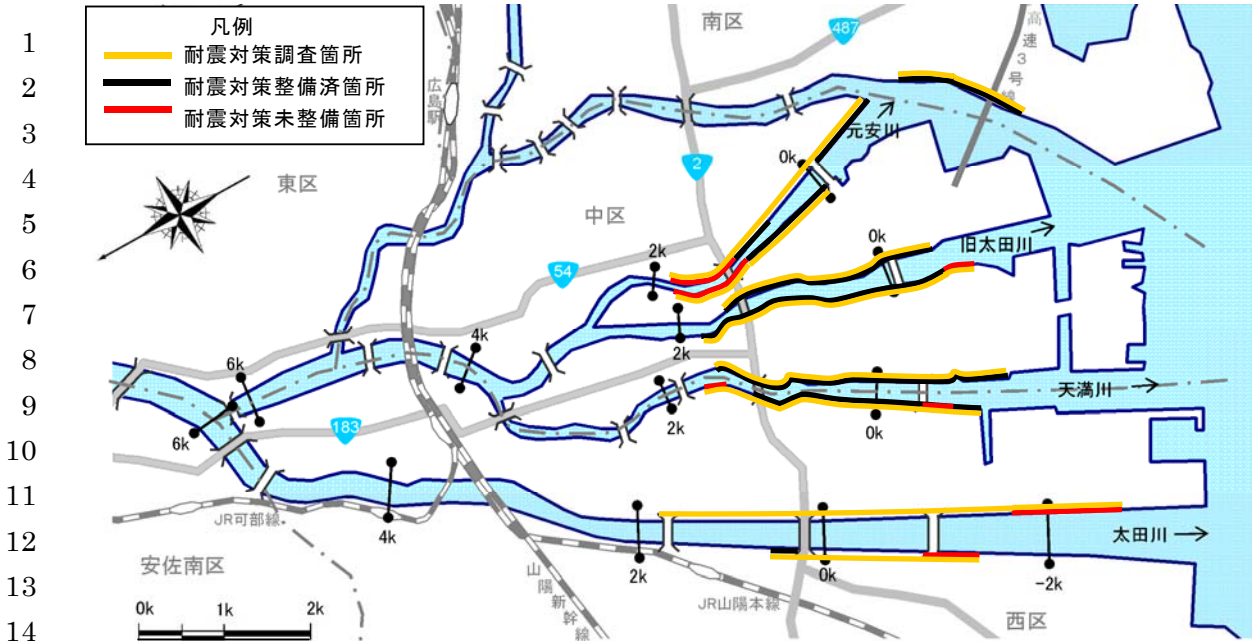 凡例
耐震対策調査箇所
耐震対策整備済箇所
耐震対策未整備箇所
1
2
3
4
5
6
7
8
9
10
11
12
13
14
南区
487
高速3号線
広島駅
元安川
0k
2
東区
中区
54
2k
0k
旧太田川
2k
4k
6k
6k
183
2k
0k
天満川
JR可部線
4k
2k
0k
-2k
太田川
安佐南区
山陽新幹線
JR山陽本線
西区
0k 1k 2k